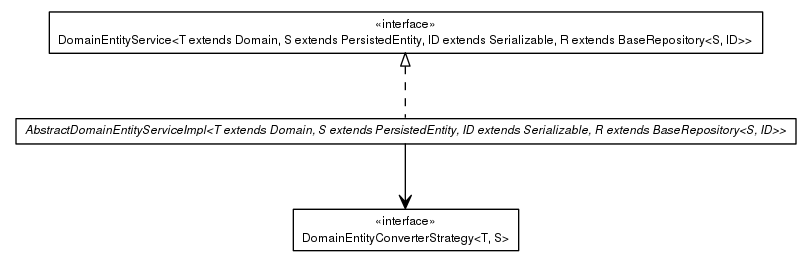 «interface»
DomainEntityService<T extends Domain, S extends PersistedEntity, ID extends Serializable, R extends BaseRepository<S, ID>>
AbstractDomainEntityServiceImpl<T extends Domain, S extends PersistedEntity, ID extends Serializable, R extends BaseRepository<S, ID>>
«interface»
DomainEntityConverterStrategy<T, S>